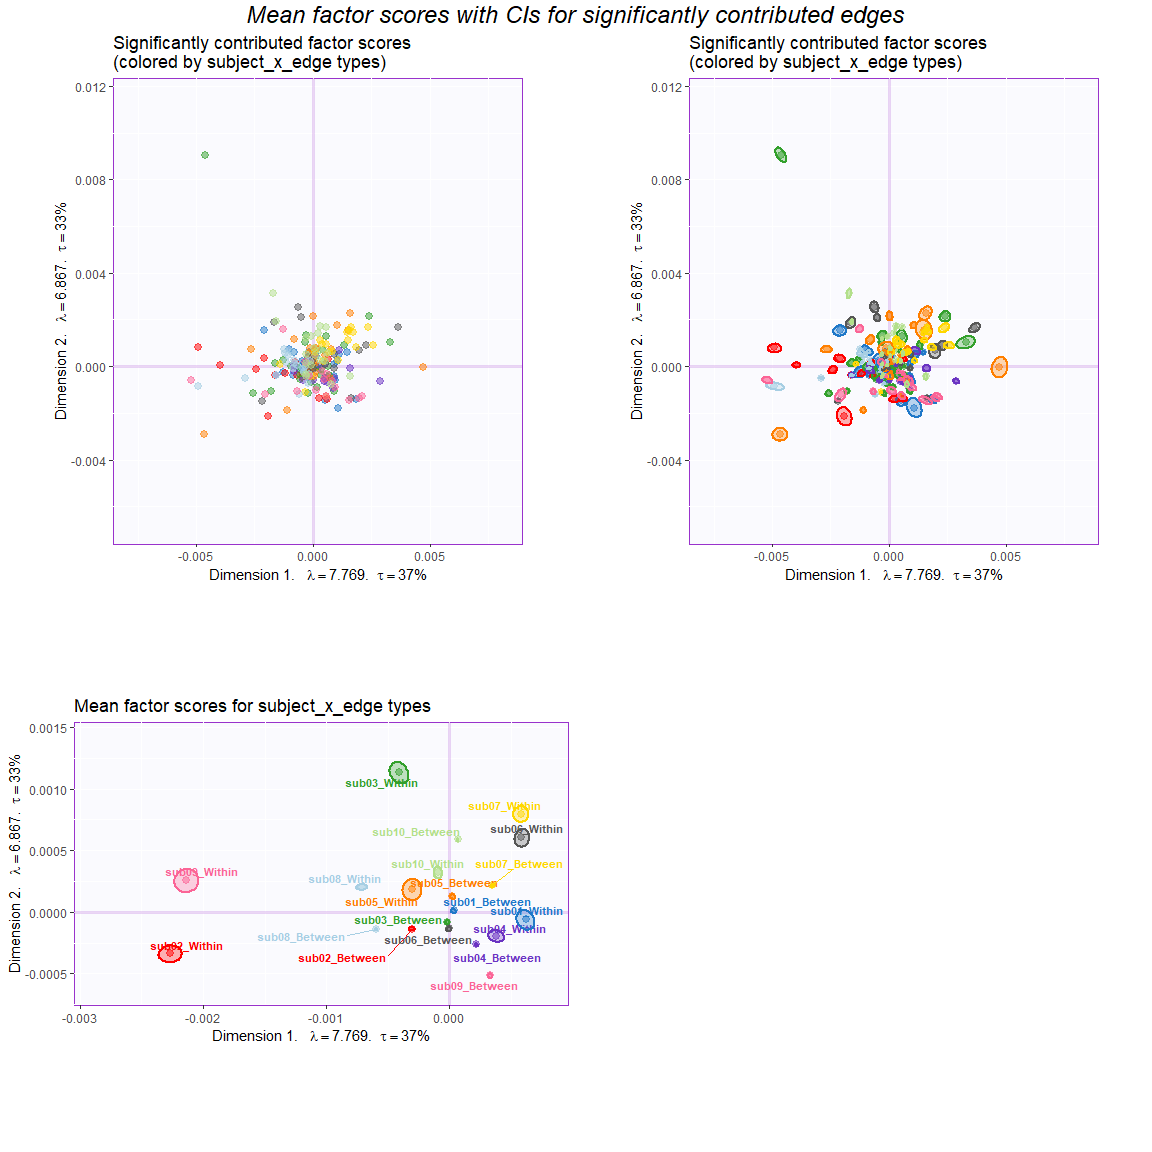 Mean factor scores with CIs for significantly contributed edges
Significantly contributed factor scores
(colored by subject_x_edge types)
0.012
0.008
0.004
0.000
-0.004
Dimension 2.   λ = 6.867.   τ = 33%
-0.005
0.000
0.005
Dimension 1.   λ = 7.769.   τ = 37%
Significantly contributed factor scores
(colored by subject_x_edge types)
0.012
0.008
0.004
0.000
-0.004
Dimension 2.   λ = 6.867.   τ = 33%
-0.005
0.000
0.005
Dimension 1.   λ = 7.769.   τ = 37%
Mean factor scores for subject_x_edge types
0.0015
0.0010
0.0005
0.0000
-0.0005
Dimension 2.   λ = 6.867.   τ = 33%
sub03_Within
sub07_Within
sub06_Within
sub10_Between
sub10_Within
sub07_Between
sub09_Within
sub08_Within
sub05_Between
sub05_Within
sub01_Between
sub01_Within
sub03_Between
sub04_Within
sub08_Between
sub06_Between
sub02_Within
sub02_Between
sub04_Between
sub09_Between
-0.003
-0.002
-0.001
0.000
Dimension 1.   λ = 7.769.   τ = 37%